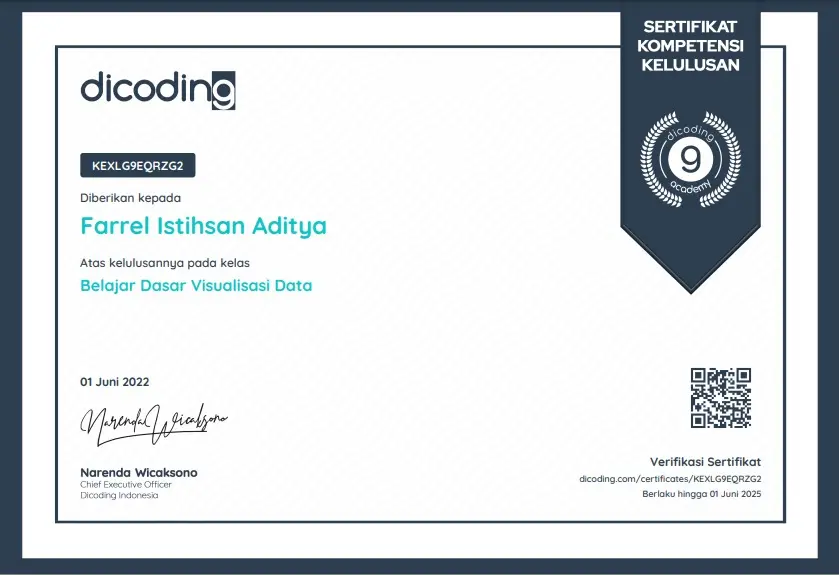 SERTIFIKAT
KOMPETENSI
KELULUSAN
dicoding
9
academy
dicoding
KEXLG9EQRZG2
Diberikan kepada
Farrel Istihsan Aditya
Atas kelulusannya pada kelas
Belajar Dasar Visualisasi Data
01 Juni 2022
Narenda Wicaksono
Narenda Wicaksono
Chief Executive Officer
Dicoding Indonesia
Verifikasi Sertifikat
dicoding.com/certificates/KEXLG9EQRZG2
Berlaku hingga 01 Juni 2025